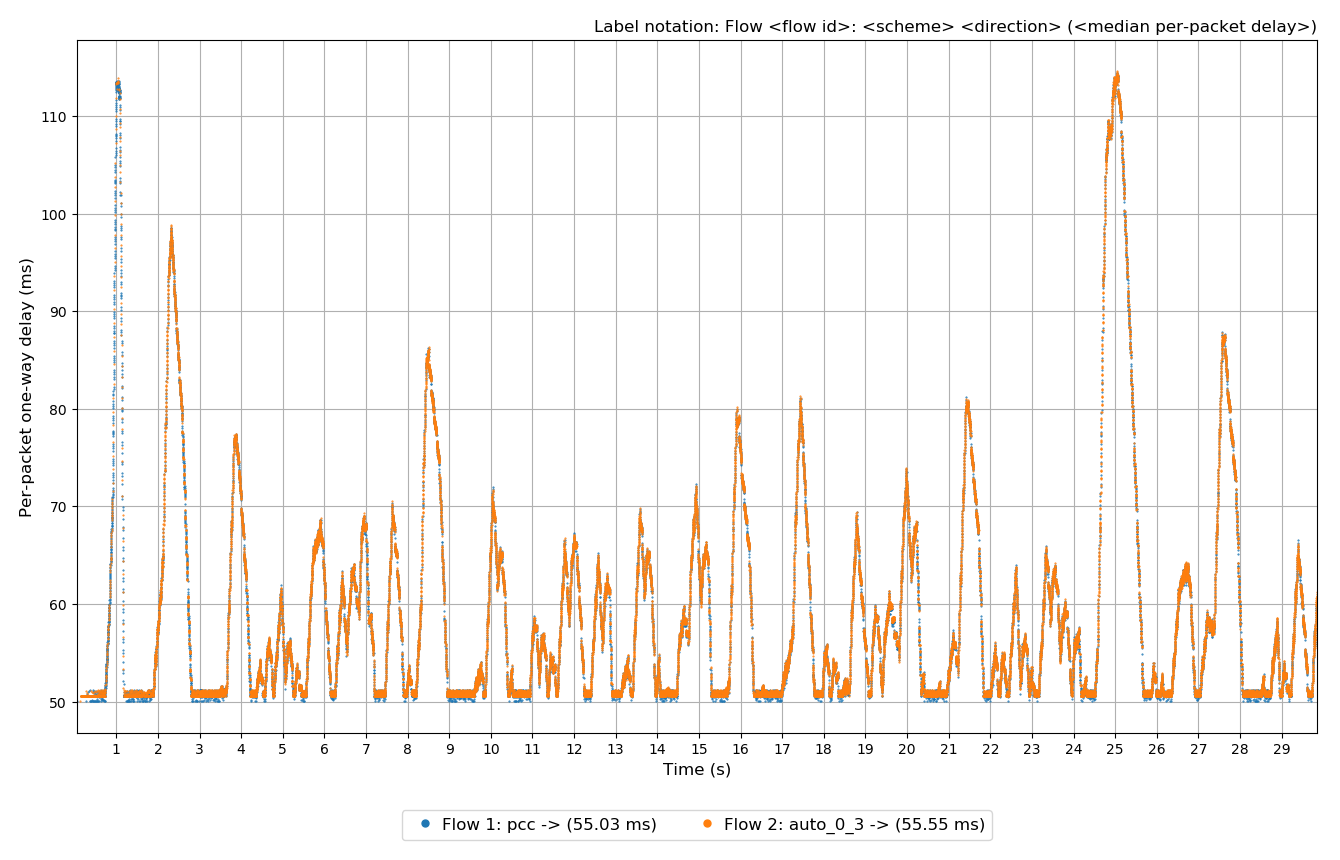 Label notation: Flow <flow id>: <scheme> <direction> (<median per-packet delay>)
110
100
90
80
70
60
50
Per-packet one-way delay (ms)
1 2 3 4 5 6 7 8 9 10 11 12 13 14 15 16 17 18 19 20 21 22 23 24 25 26 27 28 29
Time (s)
Flow 1: pcc -> (55.03 ms) Flow 2: auto_0_3 -> (55.55 ms)